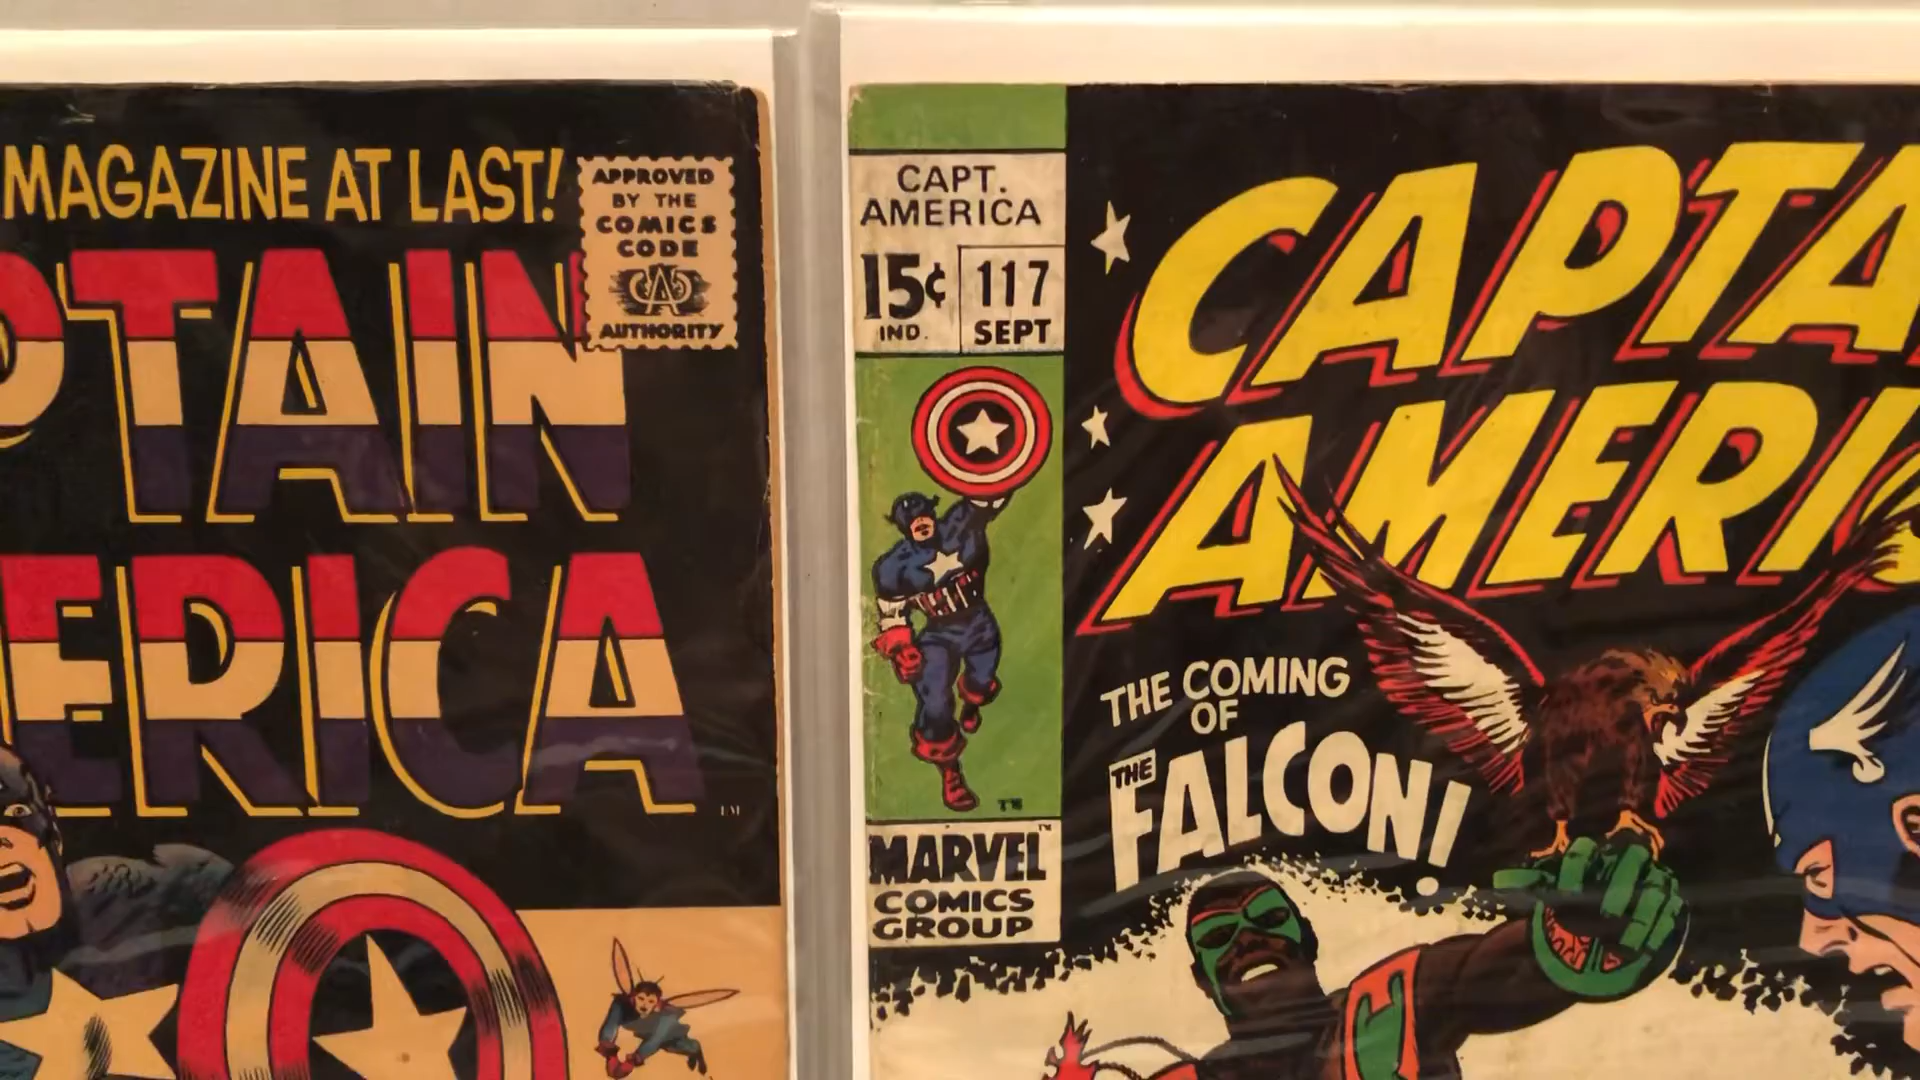 MAGAZINE AT LAST!
APPROVED
BY THE
COMICS
CODE
CA
AUTHORITY
PTAIN
ERICA
TM
CAPT.
AMERICA
15¢
IND.
117
SEPT
MARVEL
TM
COMICS
GROUP
CAPTA
AMERI
THE COMING
OF
THE
FALCON!